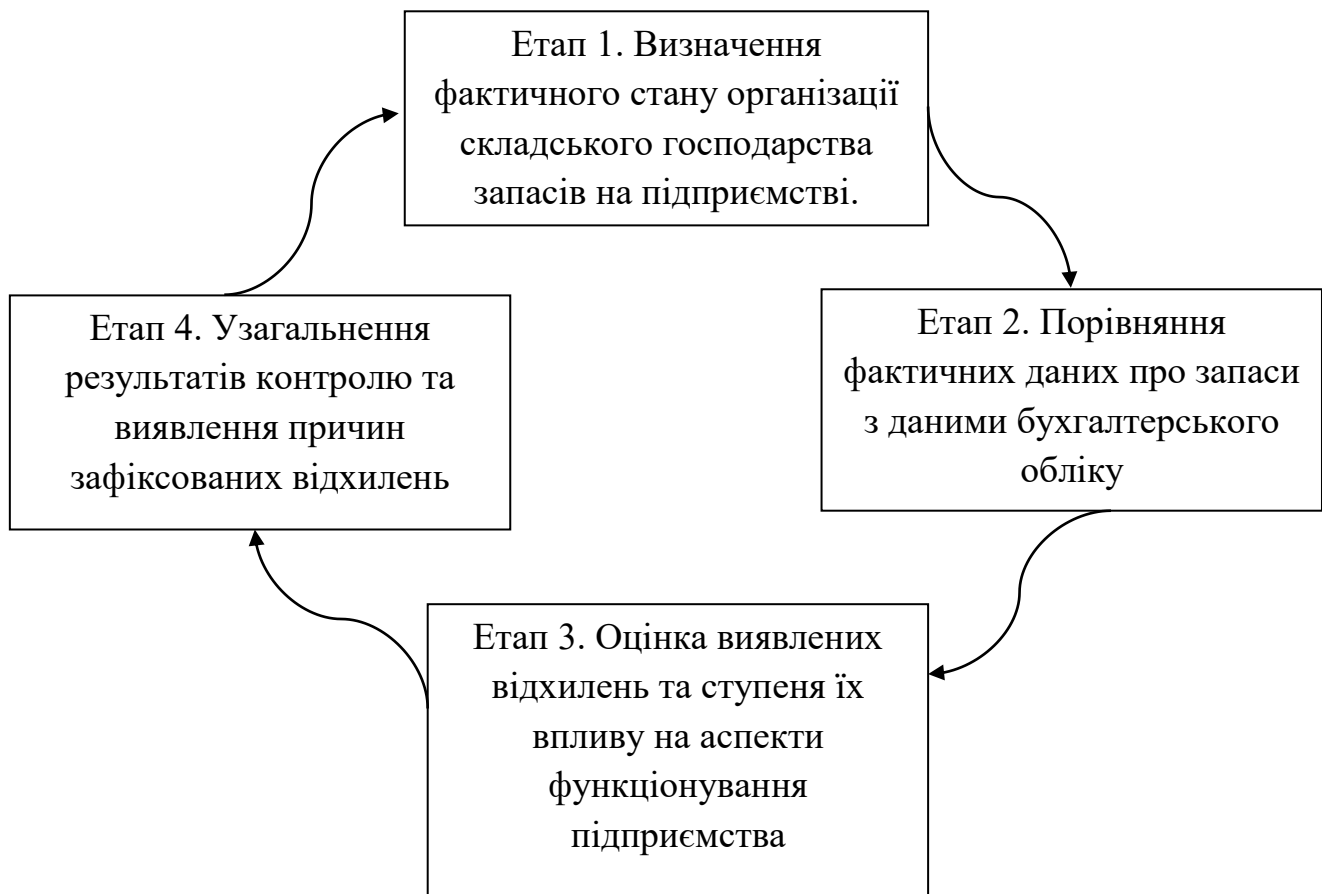 Етап 1. Визначення
фактичного стану організації
складського господарства
запасів на підприємстві.
Етап 2. Порівняння
фактичних даних про запаси
з даними бухгалтерського
обліку
Етап 3. Оцінка виявлених
відхилень та ступеня їх
впливу на аспекти
функціонування
підприємства
Етап 4. Узагальнення
результатів контролю та
виявлення причин
зафіксованих відхилень